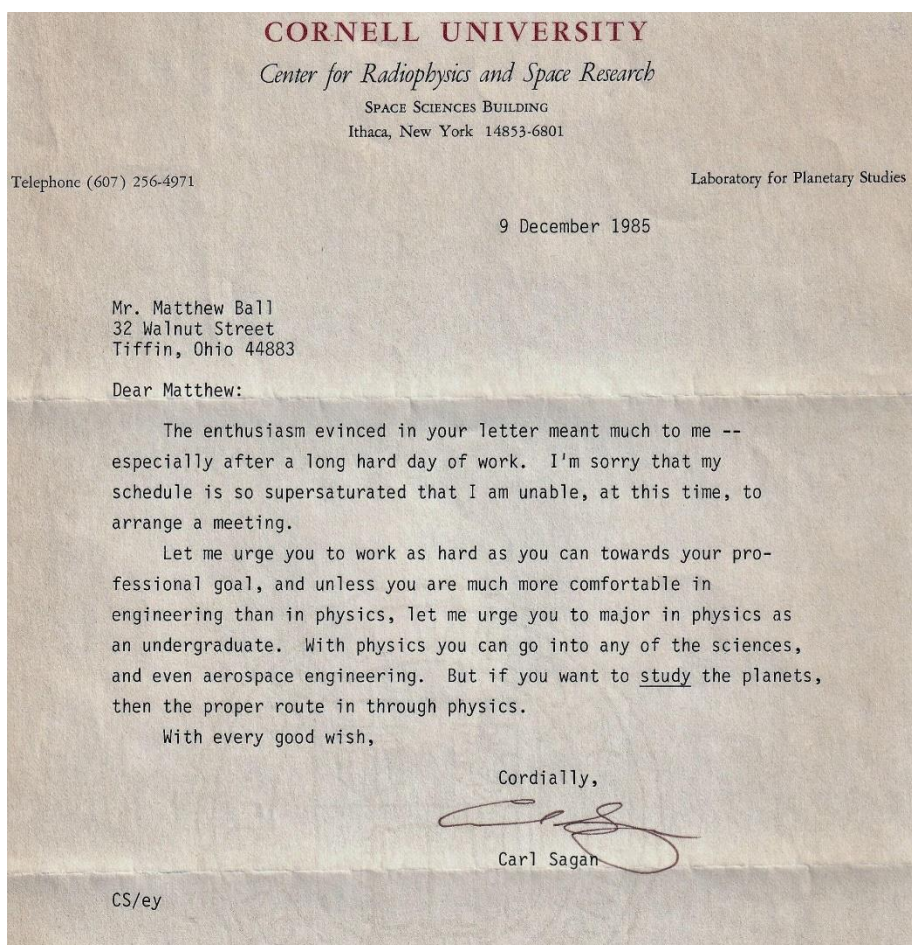 CORNELL UNIVERSITY
Center for Radiophysics and Space Research
SPACE SCIENCES BUILDING
Ithaca, New York 14853-6801
Telephone (607) 256-4971
Laboratory for Planetary Studies
9 December 1985
Mr. Matthew Ball
32 Walnut Street
Tiffin, Ohio 44883
Dear Matthew:
The enthusiasm evinced in your letter meant much to me --
especially after a long hard day of work. I'm sorry that my
schedule is so supersaturated that I am unable, at this time, to
arrange a meeting.
Let me urge you to work as hard as you can towards your pro-
fessional goal, and unless you are much more comfortable in
engineering than in physics, let me urge you to major in physics as
an undergraduate. With physics you can go into any of the sciences,
and even aerospace engineering. But if you want to study the planets,
then the proper route in through physics.
With every good wish,
Cordially,
Carl Sagan
CS/ey